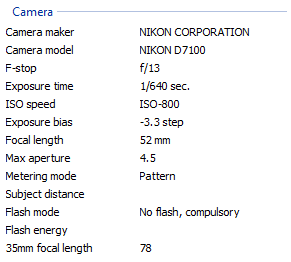 Camera
Camera maker NIKON CORPORATION
Camera model NIKON D7100
F-stop f/13
Exposure time 1/640 sec.
ISO speed ISO-800
Exposure bias -3.3 step
Focal length 52 mm
Max aperture 4.5
Metering mode Pattern
Subject distance
Flash mode No flash, compulsory
Flash energy
35mm focal length 78